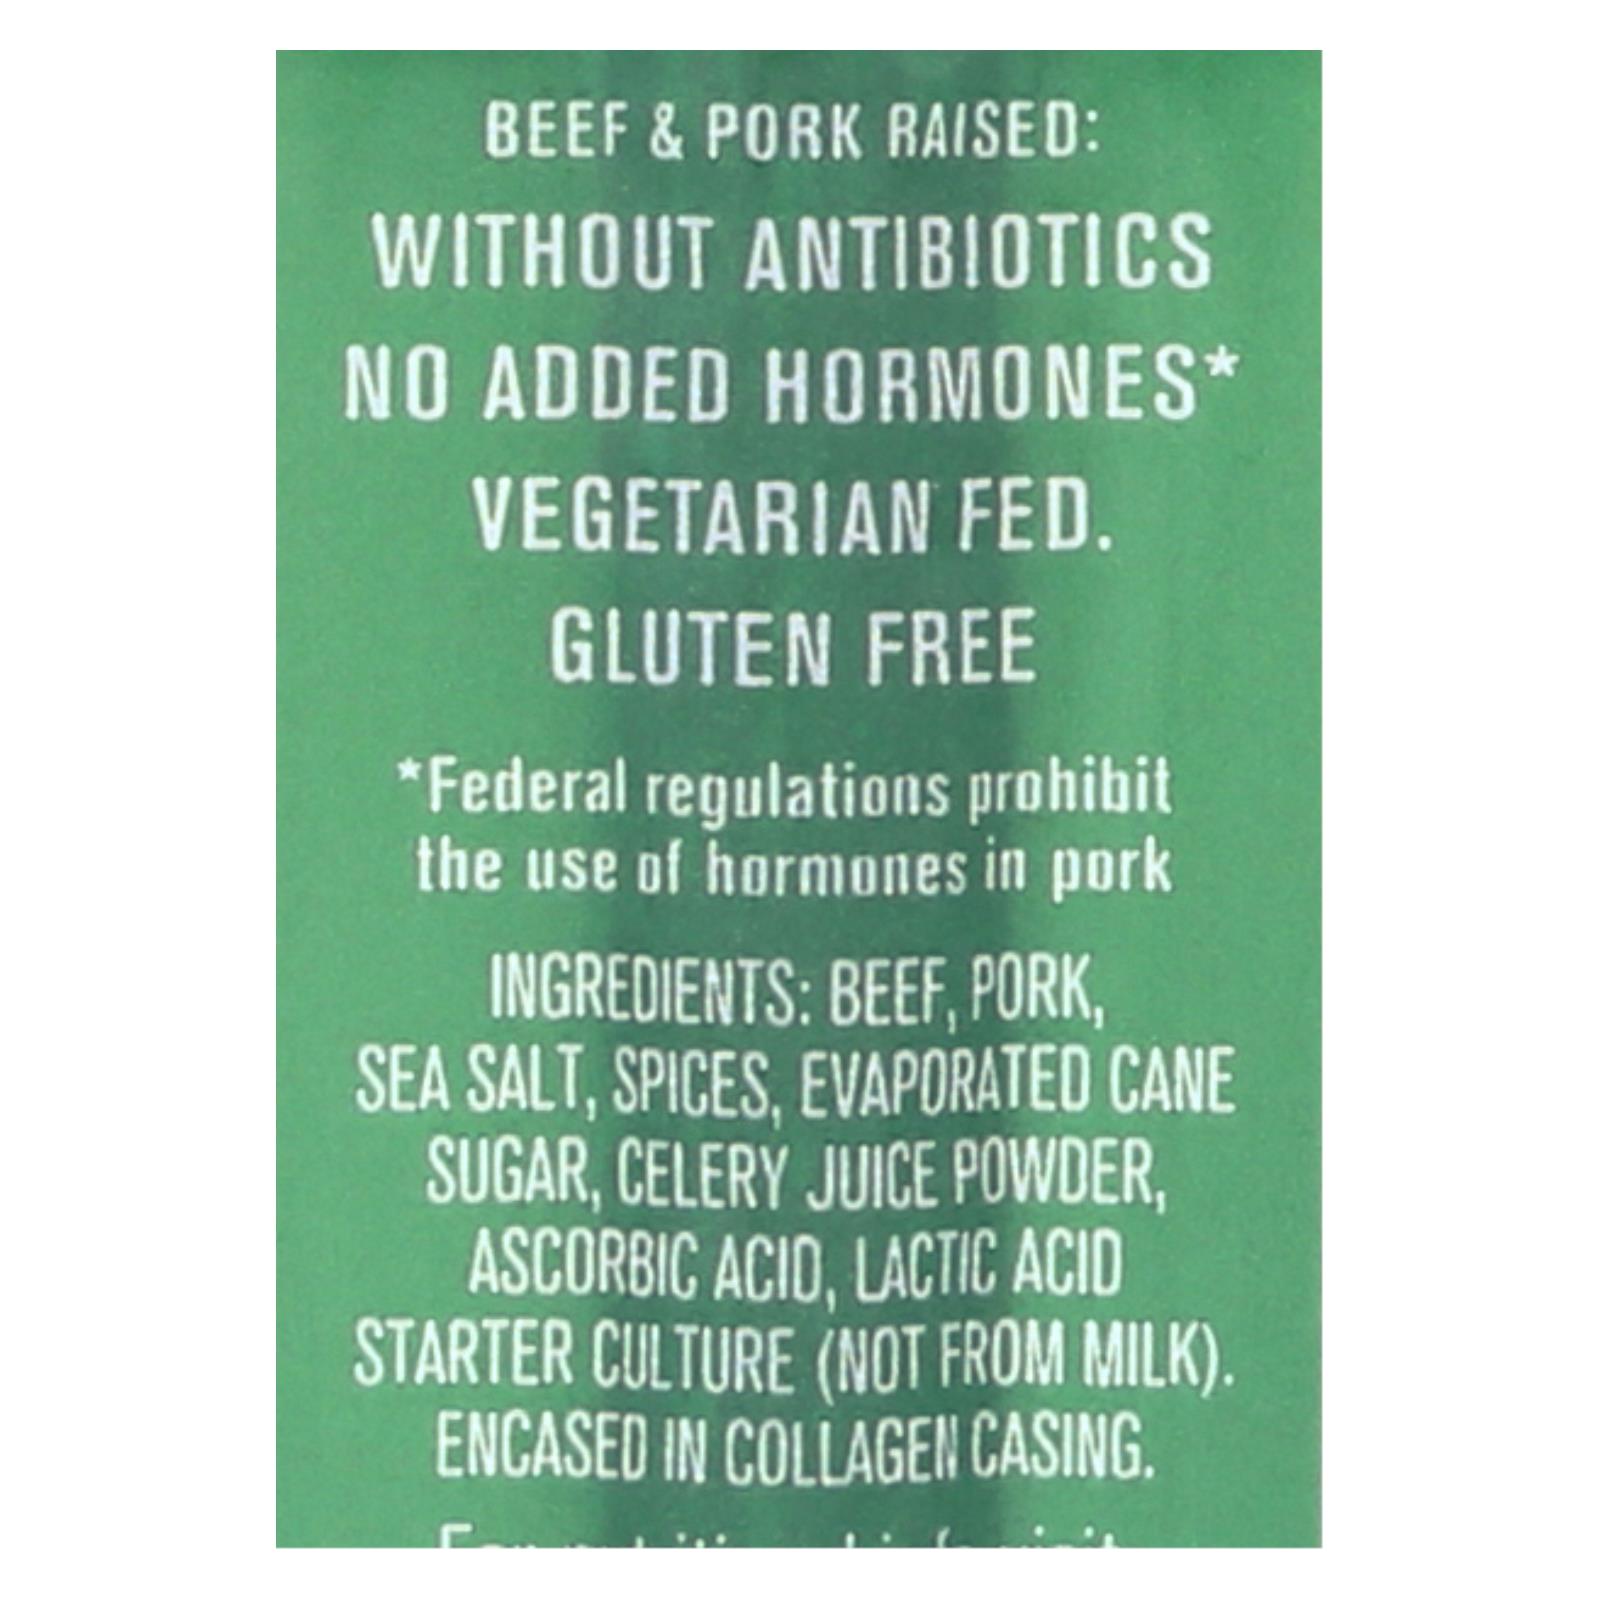 BEEF & PORK RAISED:
WITHOUT ANTIBIOTICS
NO ADDED HORMONES*
VEGETARIAN FED.
GLUTEN FREE
*Federal regulations prohibit
the use of hormones in pork
INGREDIENTS: BEEF, PORK,
SEA SALT, SPICES, EVAPORATED CANE
SUGAR, CELERY JUICE POWDER,
ASCORBIC ACID, LACTIC ACID
STARTER CULTURE (NOT FROM MILK).
ENCASED IN COLLAGEN CASING.